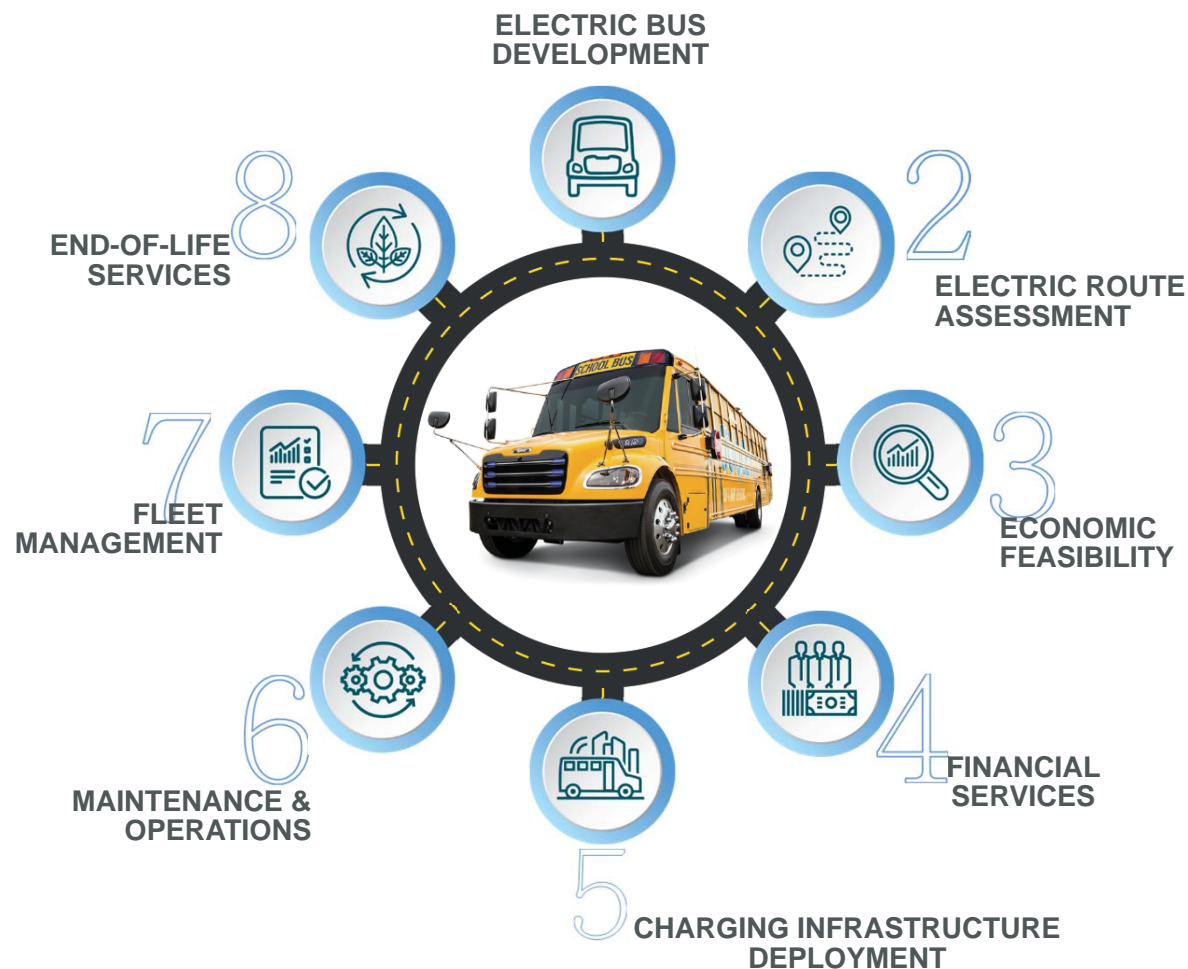 ELECTRIC BUS
DEVELOPMENT
2
ELECTRIC ROUTE
ASSESSMENT
3
ECONOMIC
FEASIBILITY
4
FINANCIAL
SERVICES
5
CHARGING INFRASTRUCTURE
DEPLOYMENT
6
MAINTENANCE &
OPERATIONS
7
FLEET
MANAGEMENT
8
END-OF-LIFE
SERVICES
SCHOOL BUS